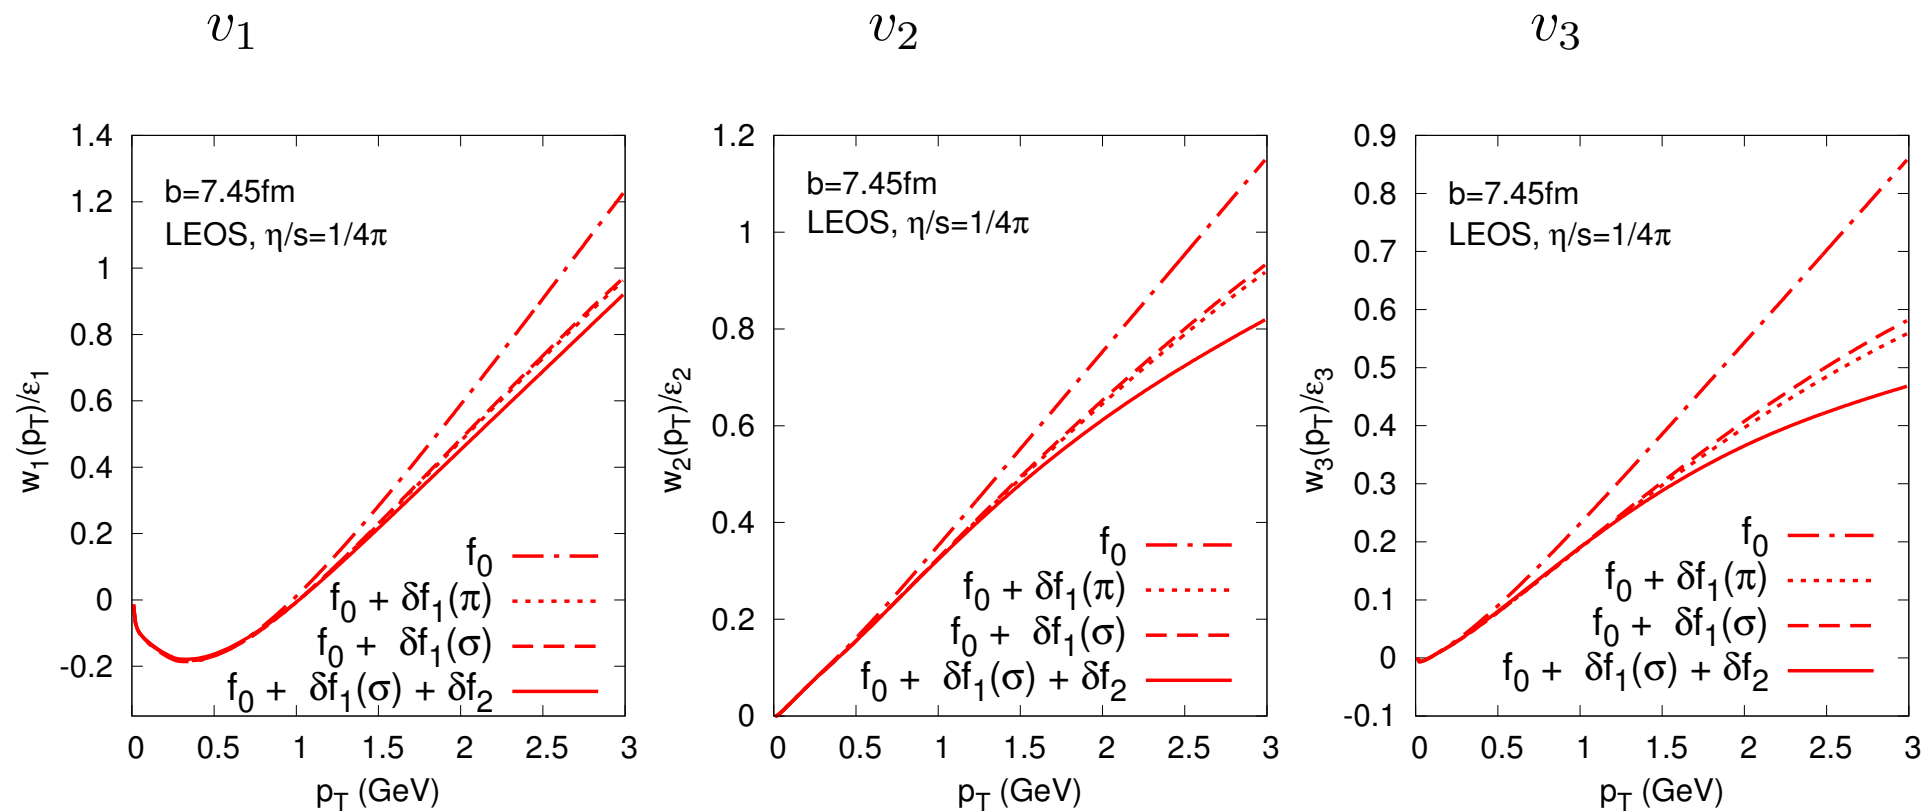 v₁
v₂
v₃
w₁(p_T)/ε₁
1.4
1.2
1
0.8
0.6
0.4
0.2
0
-0.2
b=7.45fm
LEOS, η/s=1/4π
f₀
f₀ + δf₁(π)
f₀ + δf₁(σ)
f₀ + δf₁(σ) + δf₂
0 0.5 1 1.5 2 2.5 3
p_T (GeV)
w₂(p_T)/ε₂
1.2
1
0.8
0.6
0.4
0.2
0
b=7.45fm
LEOS, η/s=1/4π
f₀
f₀ + δf₁(π)
f₀ + δf₁(σ)
f₀ + δf₁(σ) + δf₂
0 0.5 1 1.5 2 2.5 3
p_T (GeV)
w₃(p_T)/ε₃
0.9
0.8
0.7
0.6
0.5
0.4
0.3
0.2
0.1
0
-0.1
b=7.45fm
LEOS, η/s=1/4π
f₀
f₀ + δf₁(π)
f₀ + δf₁(σ)
f₀ + δf₁(σ) + δf₂
0 0.5 1 1.5 2 2.5 3
p_T (GeV)